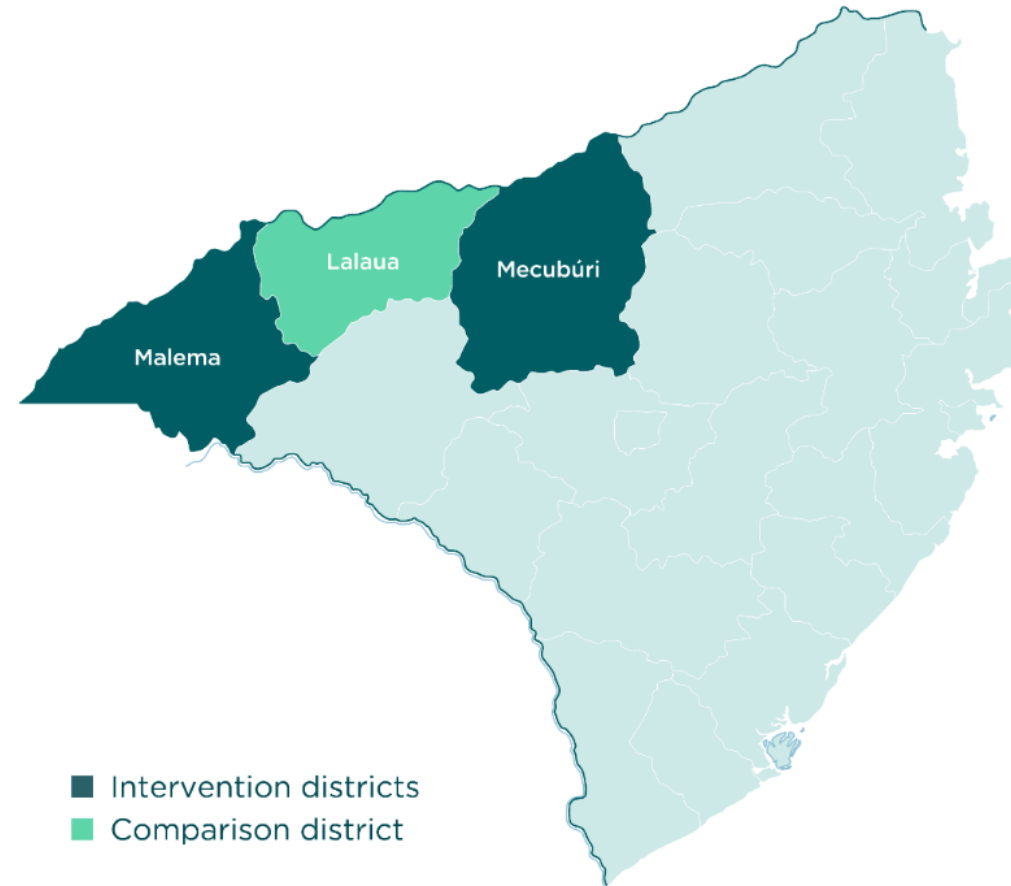 Lalaua
Mecubúri
Malema
Intervention districts
Comparison district